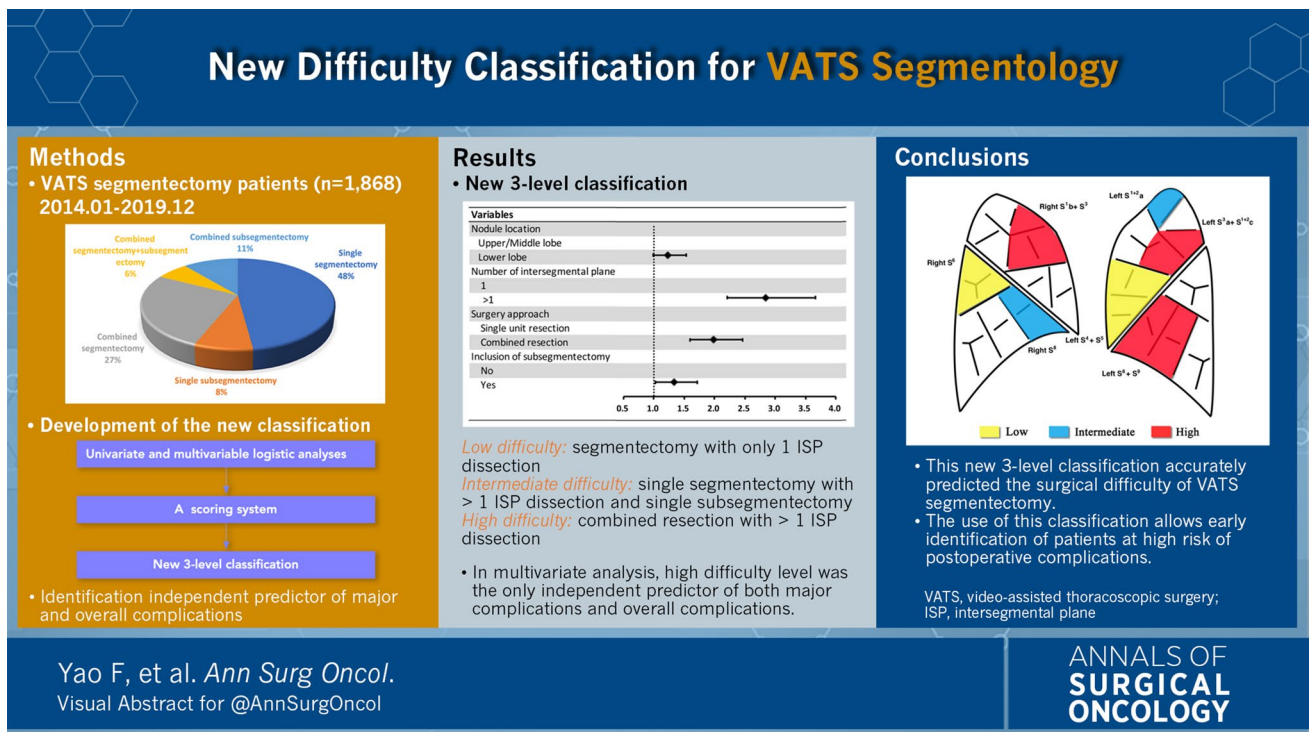 New Difficulty Classification for VATS Segmentology
Methods
• VATS segmentectomy patients (n=1,868)
2014.01-2019.12
Combined subsegmentectomy
11%
Combined
segmentectomy+subsegment
ectomy
6%
Single
segmentectomy
48%
Combined
segmentectomy
27%
Single subsegmentectomy
8%
• Development of the new classification
Univariate and multivariable logistic analyses
A scoring system
New 3-level classification
• Identification independent predictor of major
and overall complications
Results
• New 3-level classification
Variables
Nodule location
Upper/Middle lobe
Lower lobe
Number of intersegmental plane
1
>1
Surgery approach
Single unit resection
Combined resection
Inclusion of subsegmentectomy
No
Yes
0.5 1.0 1.5 2.0 2.5 3.0 3.5 4.0
Low difficulty: segmentectomy with only 1 ISP
dissection
Intermediate difficulty: single segmentectomy with
> 1 ISP dissection and single subsegmentectomy
High difficulty: combined resection with > 1 ISP
dissection
• In multivariate analysis, high difficulty level was
the only independent predictor of both major
complications and overall complications.
Conclusions
Right S¹b+ S³
Left S¹⁺²a
Left S³a+ S¹⁺²c
Right S⁶
Right S⁸
Left S⁴ + S⁵
Left S⁸ + S⁹
Low Intermediate High
• This new 3-level classification accurately
predicted the surgical difficulty of VATS
segmentectomy.
• The use of this classification allows early
identification of patients at high risk of
postoperative complications.
VATS, video-assisted thoracoscopic surgery;
ISP, intersegmental plane
Yao F, et al. Ann Surg Oncol.
Visual Abstract for @AnnSurgOncol
ANNALS OF
SURGICAL
ONCOLOGY